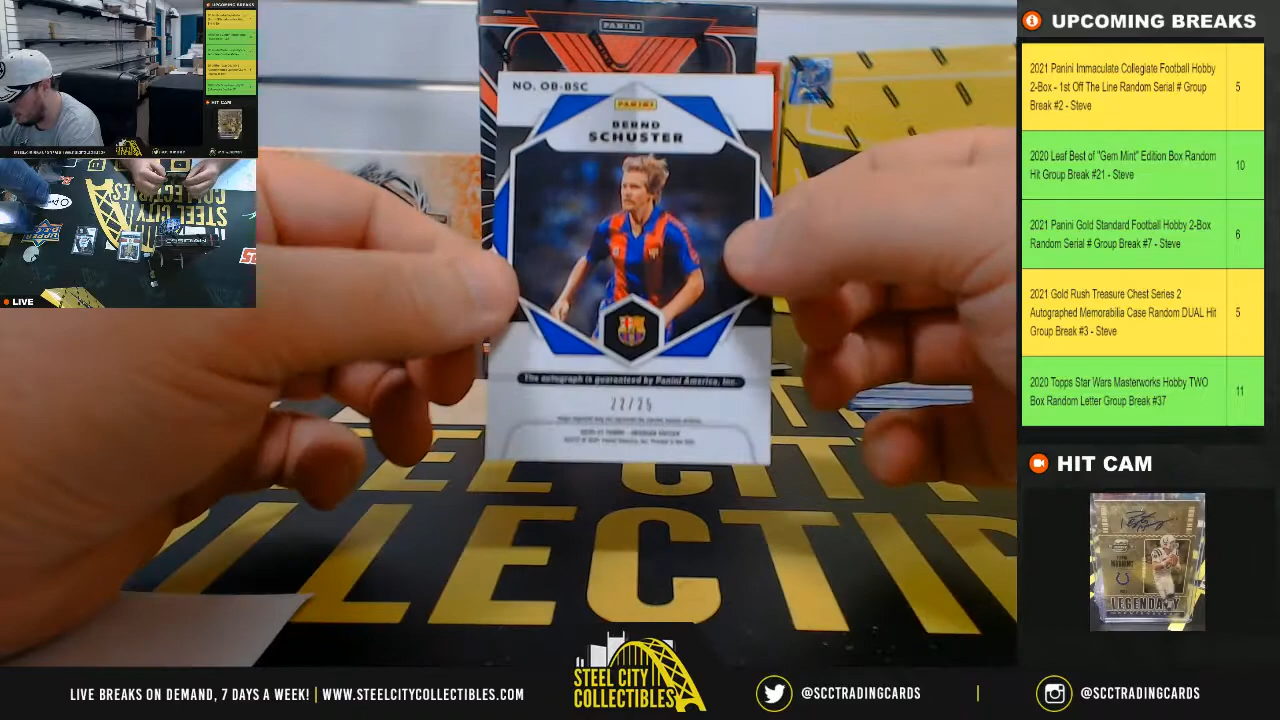 UPCOMING BREAKS
2021 Panini Immaculate Collegiate Football Hobby
2-Box - 1st Off The Line Random Serial # Group
Break #2 - Steve
5
2020 Leaf Best of "Gem Mint" Edition Box Random
Hit Group Break #21 - Steve
10
2021 Panini Gold Standard Football Hobby 2-Box
Random Serial # Group Break #7 - Steve
6
2021 Gold Rush Treasure Chest Series 2
Autographed Memorabilia Case Random DUAL Hit
Group Break #3 - Steve
5
2020 Topps Star Wars Masterworks Hobby TWO
Box Random Letter Group Break #37
11
HIT CAM
LEGENDARY
LIVE
PANINI
NO. OB-BSC
PANINI
BERND
SCHUSTER
The autograph is guaranteed by Panini America, Inc.
22/25
STEEL CITY
COLLECTIBLES
LIVE BREAKS ON DEMAND, 7 DAYS A WEEK! | WWW.STEELCITYCOLLECTIBLES.COM
STEEL CITY
COLLECTIBLES
@SCCTRADINGCARDS
@SCCTRADINGCARDS